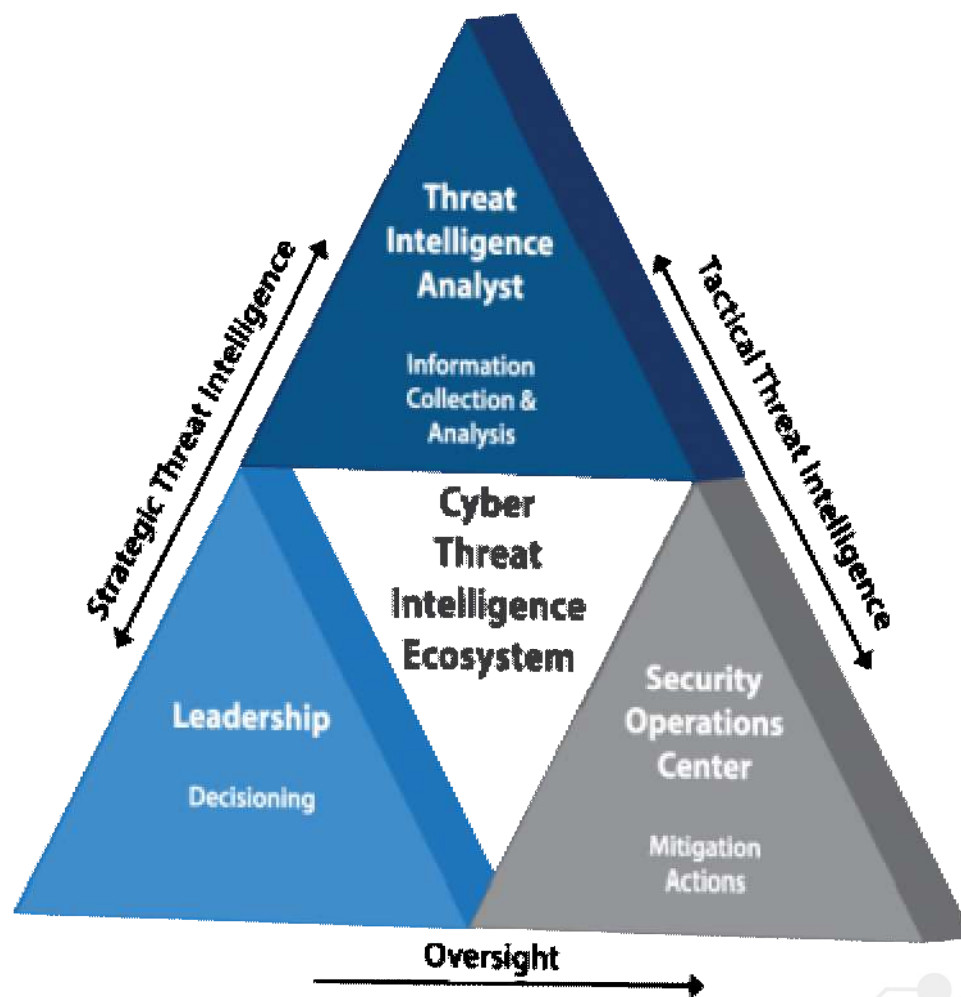 Threat
Intelligence
Analyst
Information
Collection &
Analysis
Strategic Threat Intelligence
Tactical Threat Intelligence
Cyber
Threat
Intelligence
Ecosystem
Leadership
Decisioning
Security
Operations
Center
Mitigation
Actions
Oversight